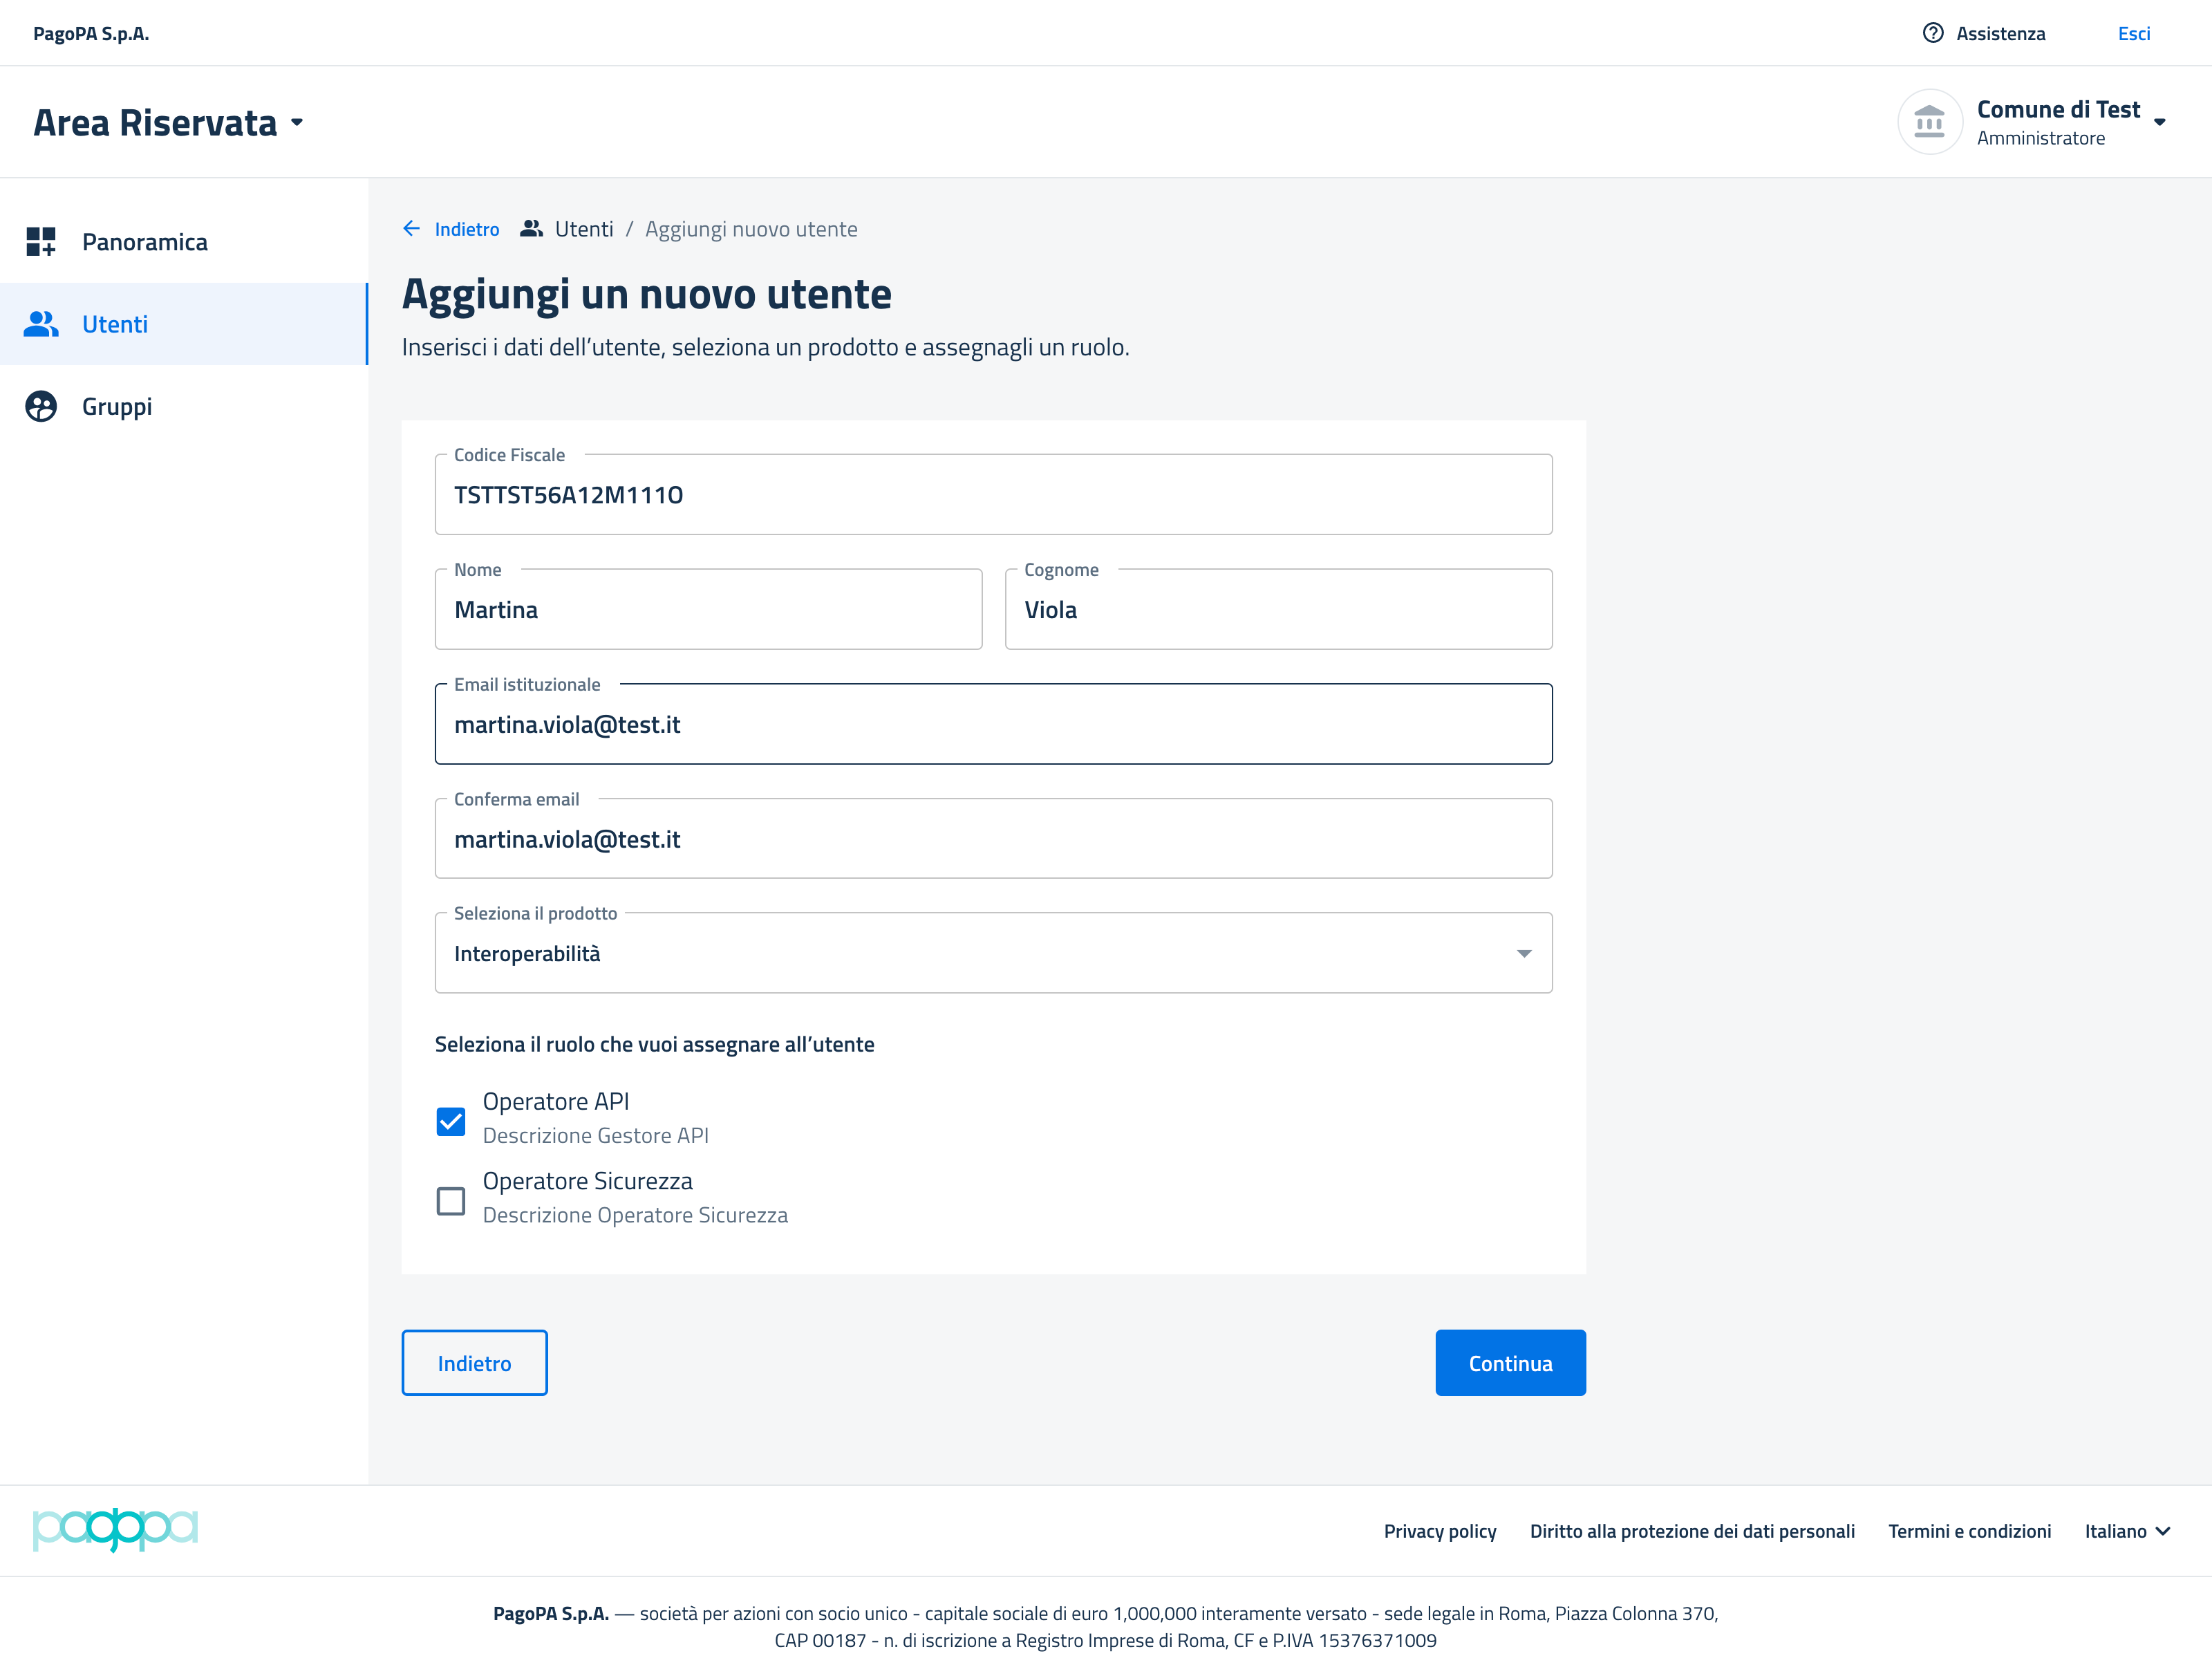 PagoPA S.p.A.
Assistenza
Esci
Area Riservata
Comune di Test
Amministratore
Panoramica
Utenti
Gruppi
Indietro
Utenti / Aggiungi nuovo utente
Aggiungi un nuovo utente
Inserisci i dati dell’utente, seleziona un prodotto e assegnagli un ruolo.
Codice Fiscale
TSTTST56A12M111O
Nome
Martina
Cognome
Viola
Email istituzionale
martina.viola@test.it
Conferma email
martina.viola@test.it
Seleziona il prodotto
Interoperabilità
Seleziona il ruolo che vuoi assegnare all’utente
Operatore API
Descrizione Gestore API
Operatore Sicurezza
Descrizione Operatore Sicurezza
Indietro
Continua
pagopa
Privacy policy
Diritto alla protezione dei dati personali
Termini e condizioni
Italiano
PagoPA S.p.A. — società per azioni con socio unico - capitale sociale di euro 1,000,000 interamente versato - sede legale in Roma, Piazza Colonna 370,
CAP 00187 - n. di iscrizione a Registro Imprese di Roma, CF e P.IVA 15376371009